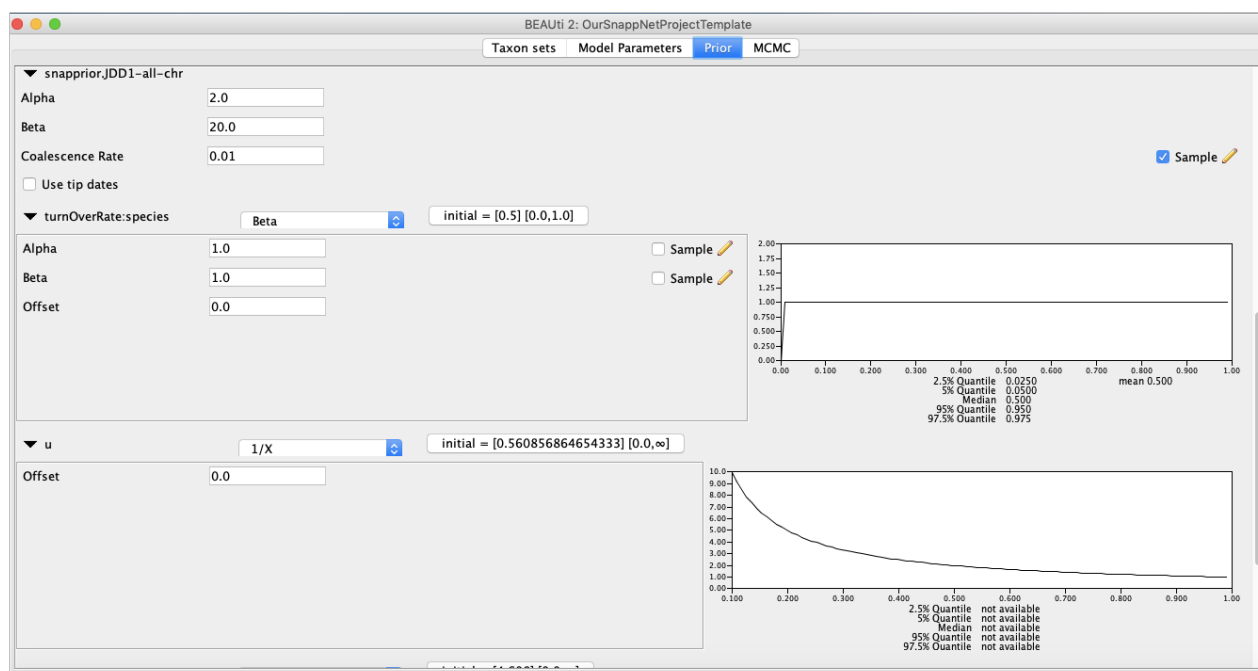 BEAUti 2: OurSnappNetProjectTemplate
Taxon sets Model Parameters Prior MCMC
snapprior.JDD1-all-chr
Alpha 2.0
Beta 20.0
Coalescence Rate 0.01 Sample
Use tip dates
turnOverRate:species Beta initial = [0.5] [0.0,1.0]
Alpha 1.0 Sample
Beta 1.0 Sample
Offset 0.0
2.00
1.75
1.50
1.25
1.00
0.750
0.500
0.250
0.00
0.00 0.100 0.200 0.300 0.400 0.500 0.600 0.700 0.800 0.900 1.00
2.5% Quantile 0.0250 mean 0.500
5% Quantile 0.0500
Median 0.500
95% Quantile 0.950
97.5% Quantile 0.975
u 1/X initial = [0.560856864654333] [0.0,∞]
Offset 0.0
10.0
9.00
8.00
7.00
6.00
5.00
4.00
3.00
2.00
1.00
0.00
0.100 0.200 0.300 0.400 0.500 0.600 0.700 0.800 0.900 1.00
2.5% Quantile not available
5% Quantile not available
Median not available
95% Quantile not available
97.5% Quantile not available